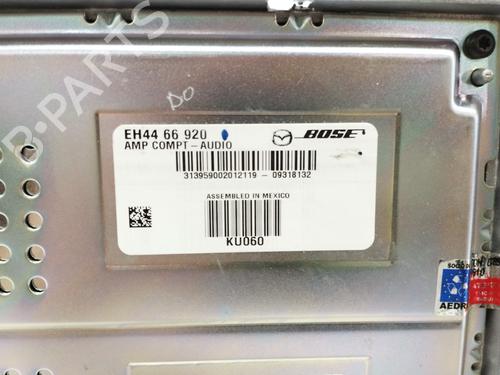 B-PARTS
DO
EH44 66 920
BOSE
AMP COMPT-AUDIO
313959002012119 - 09318132
ASSEMBLED IN MEXICO
KU060
AEDR